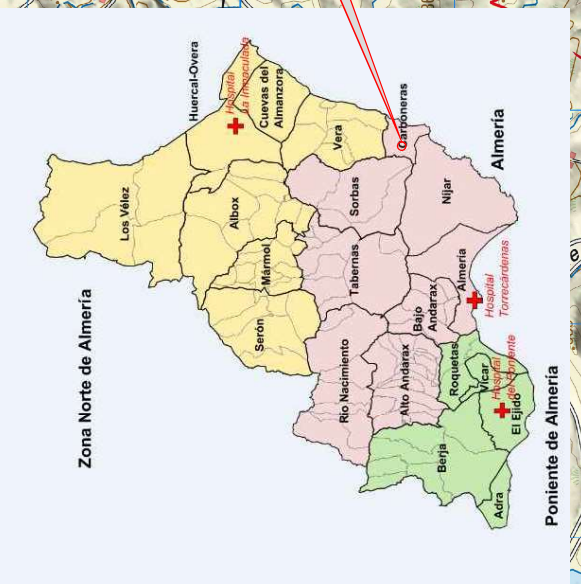 Zona Norte de Almería
Los Vélez
Huercal-Overa
Hospital
La Inmaculada
Cuevas del
Almanzora
Albox
Vera
Mármol
Serón
Carboneras
Sorbas
Tabernas
Níjar
Almería
Rio Nacimiento
Alto Andarax
Bajo
Andarax
Almería
Hospital
Torrecárdenas
Roquetas
Vícar
Hospital
del Poniente
El Ejido
Berja
Adra
Poniente de Almería